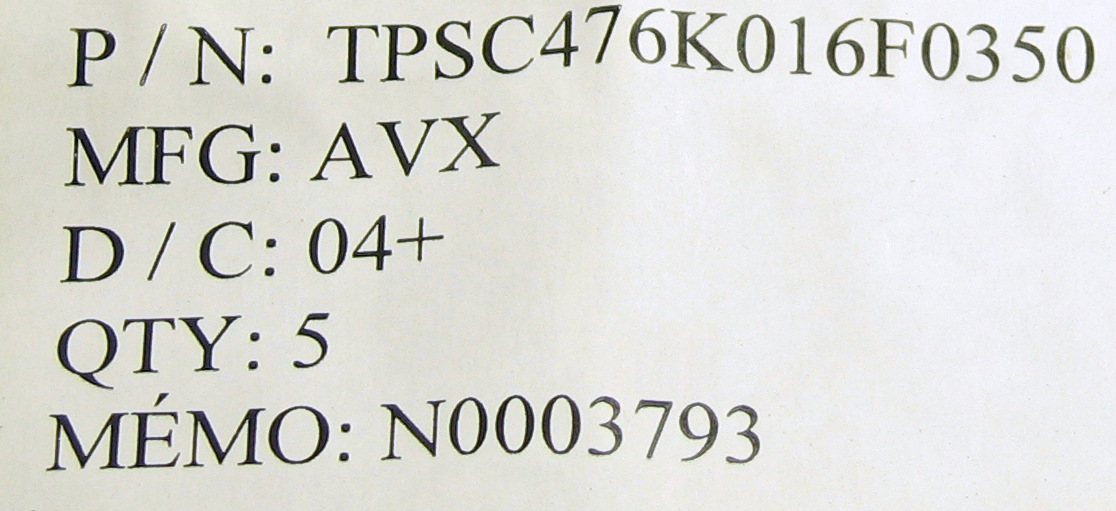 P / N: TPSC476K016F0350
MFG: AVX
D / C: 04+
QTY: 5
MÉMO: N0003793